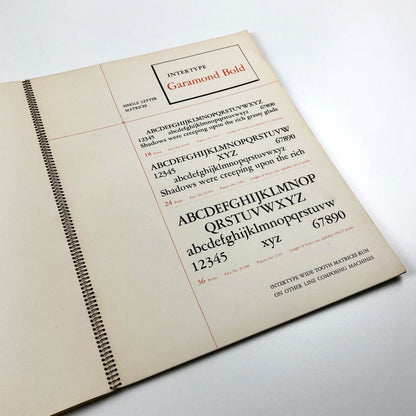 INTERTYPE
Garamond Bold
SINGLE LETTER
MATRICES
ABCDEFGHIJKLMNOPQRSTUVWXYZ
12345 abcdefghijklmnopqrstuvwxyz 67890
Shadows were creeping upon the rich grassy glade
18 Point
ABCDEFGHIJKLMNOPQRSTUVW
12345 XYZ 67890
abcdefghijklmnopqrstuvwxyz
Shadows were creeping upon the rich
24 Point
ABCDEFGHIJKLMNOP
QRSTUVWXYZ
abcdefghijklmnopqrstuvw
12345 xyz 67890
36 Point
INTERTYPE WIDE TOOTH MATRICES RUN
ON OTHER LINE COMPOSING MACHINES